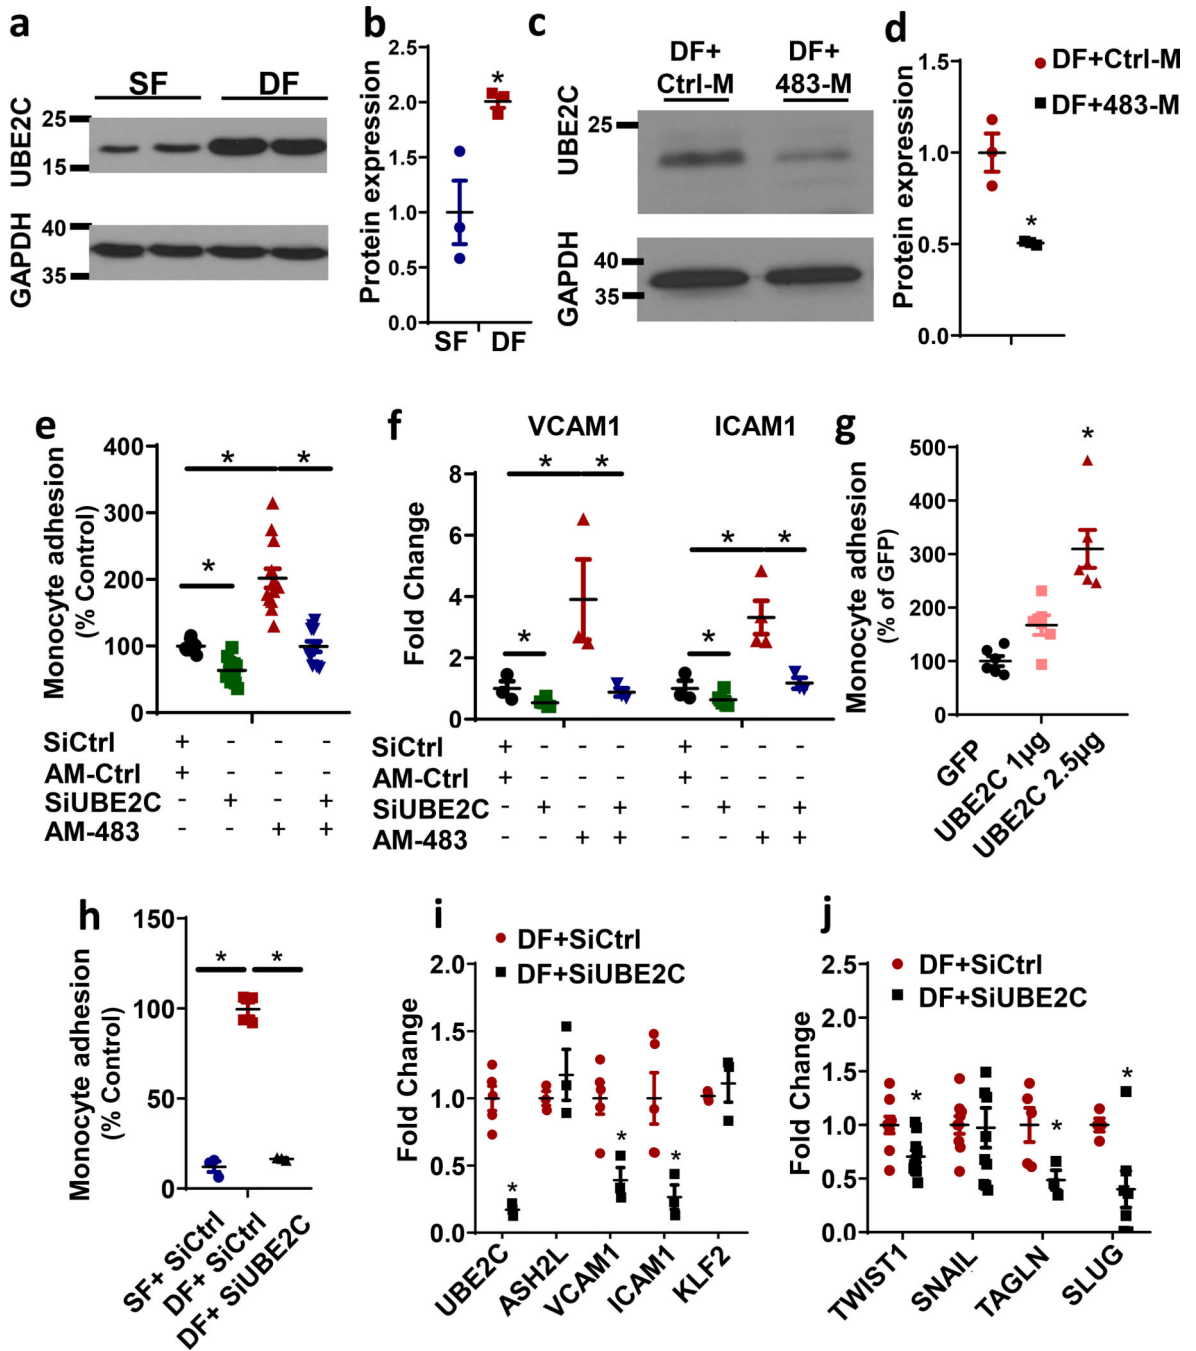 a
SF DF
UBE2C
25
15
GAPDH
40
35
b
Protein expression
2.5
2.0
1.5
1.0
0.5
0.0
*
SF DF
c
DF+ DF+
Ctrl-M 483-M
UBE2C
25
GAPDH
40
35
d
DF+Ctrl-M
DF+483-M
Protein expression
1.5
1.0
0.5
0.0
*
e
Monocyte adhesion
(% Control)
400
300
200
100
0
* *
*
SiCtrl + - - -
AM-Ctrl + - - -
SiUBE2C - + - +
AM-483 - - + +
f
VCAM1 ICAM1
Fold Change
8
6
4
2
0
* *
* *
* *
SiCtrl + - - - + - - -
AM-Ctrl + - - - + - - -
SiUBE2C - + - + - + - +
AM-483 - - + + - - + +
g
Monocyte adhesion
(% of GFP)
500
400
300
200
100
0
*
GFP
UBE2C 1µg
UBE2C 2.5µg
h
Monocyte adhesion
(% Control)
150
100
50
0
* *
SF+ SiCtrl
DF+ SiCtrl
DF+ SiUBE2C
i
DF+SiCtrl
DF+SiUBE2C
Fold Change
2.0
1.5
1.0
0.5
0.0
* * *
UBE2C
ASH2L
VCAM1
ICAM1
KLF2
j
DF+SiCtrl
DF+SiUBE2C
Fold Change
2.5
2.0
1.5
1.0
0.5
0.0
* * *
TWIST1
SNAIL
TAGLN
SLUG